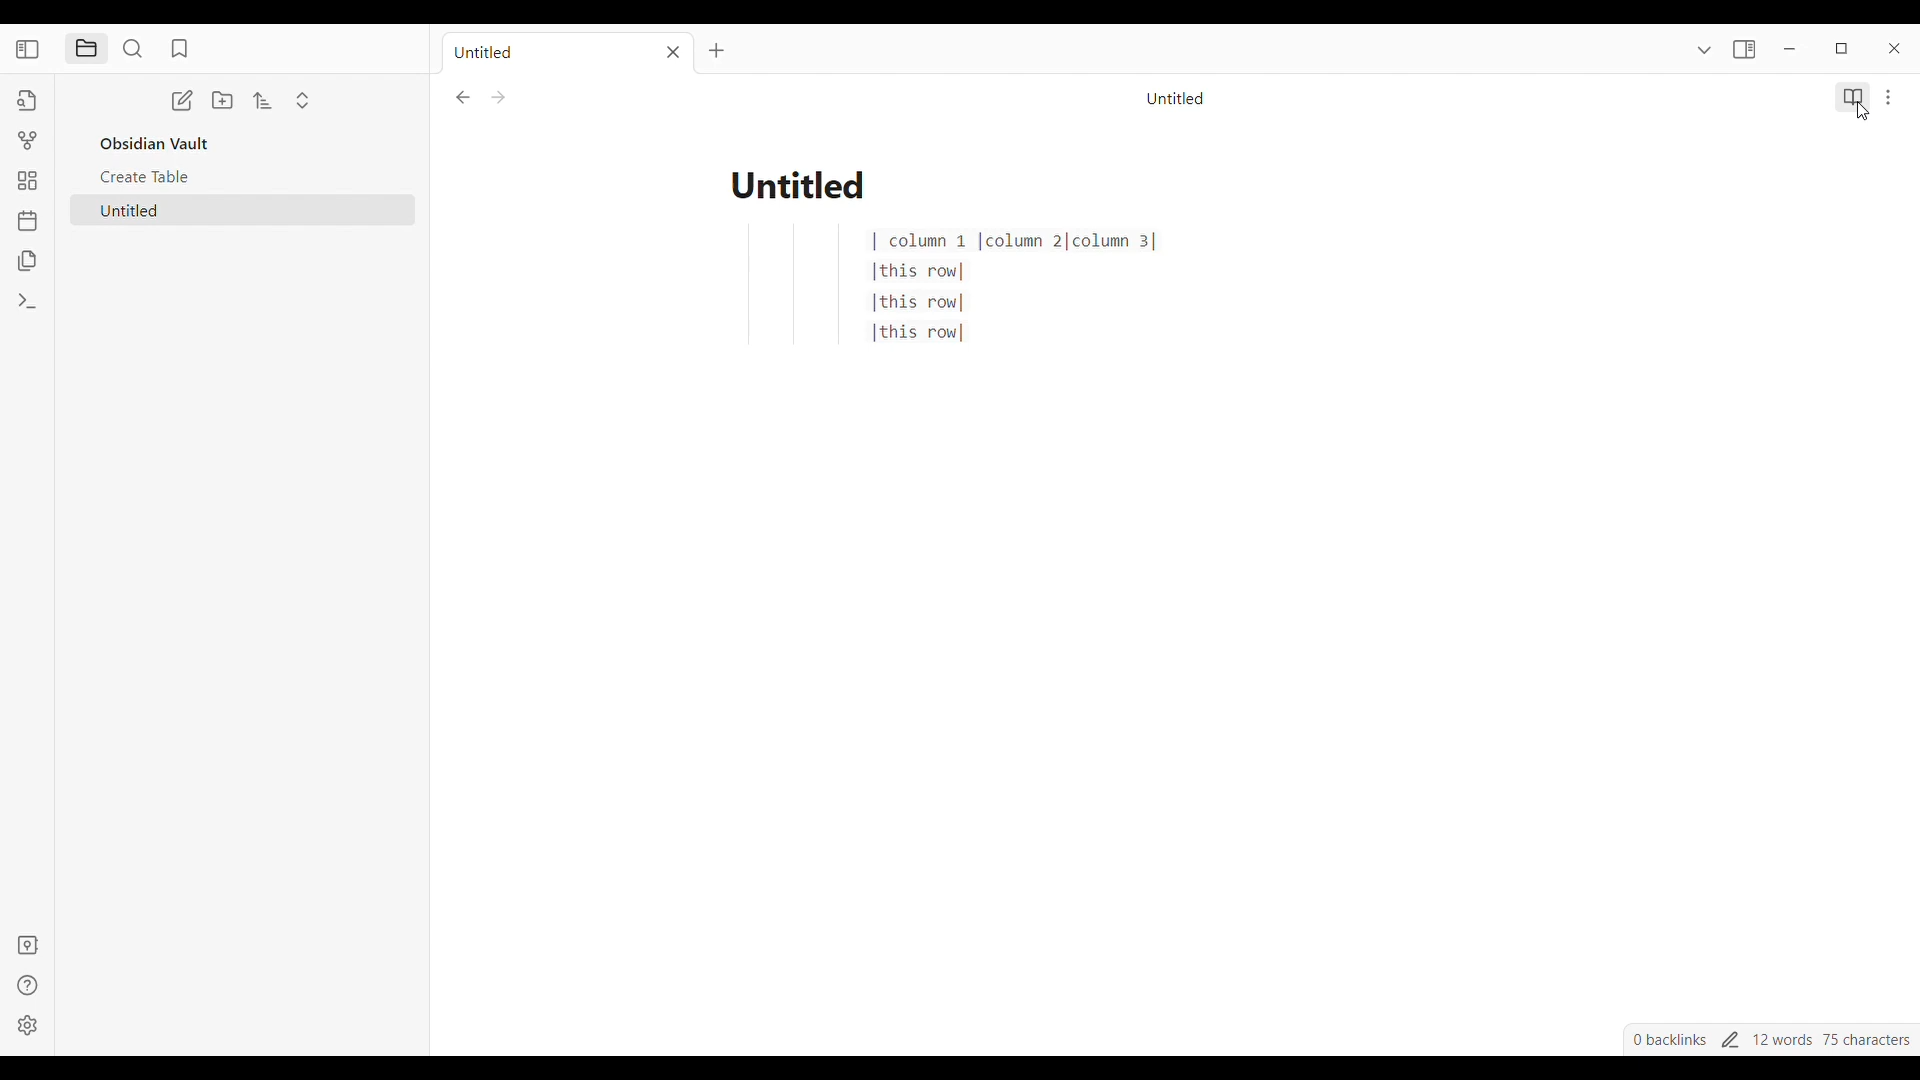 Untitled
Untitled
Obsidian Vault
Create Table
Untitled
Untitled
| column 1 |column 2|column 3|
|this row|
|this row|
|this row|
0 backlinks 12 words 75 characters